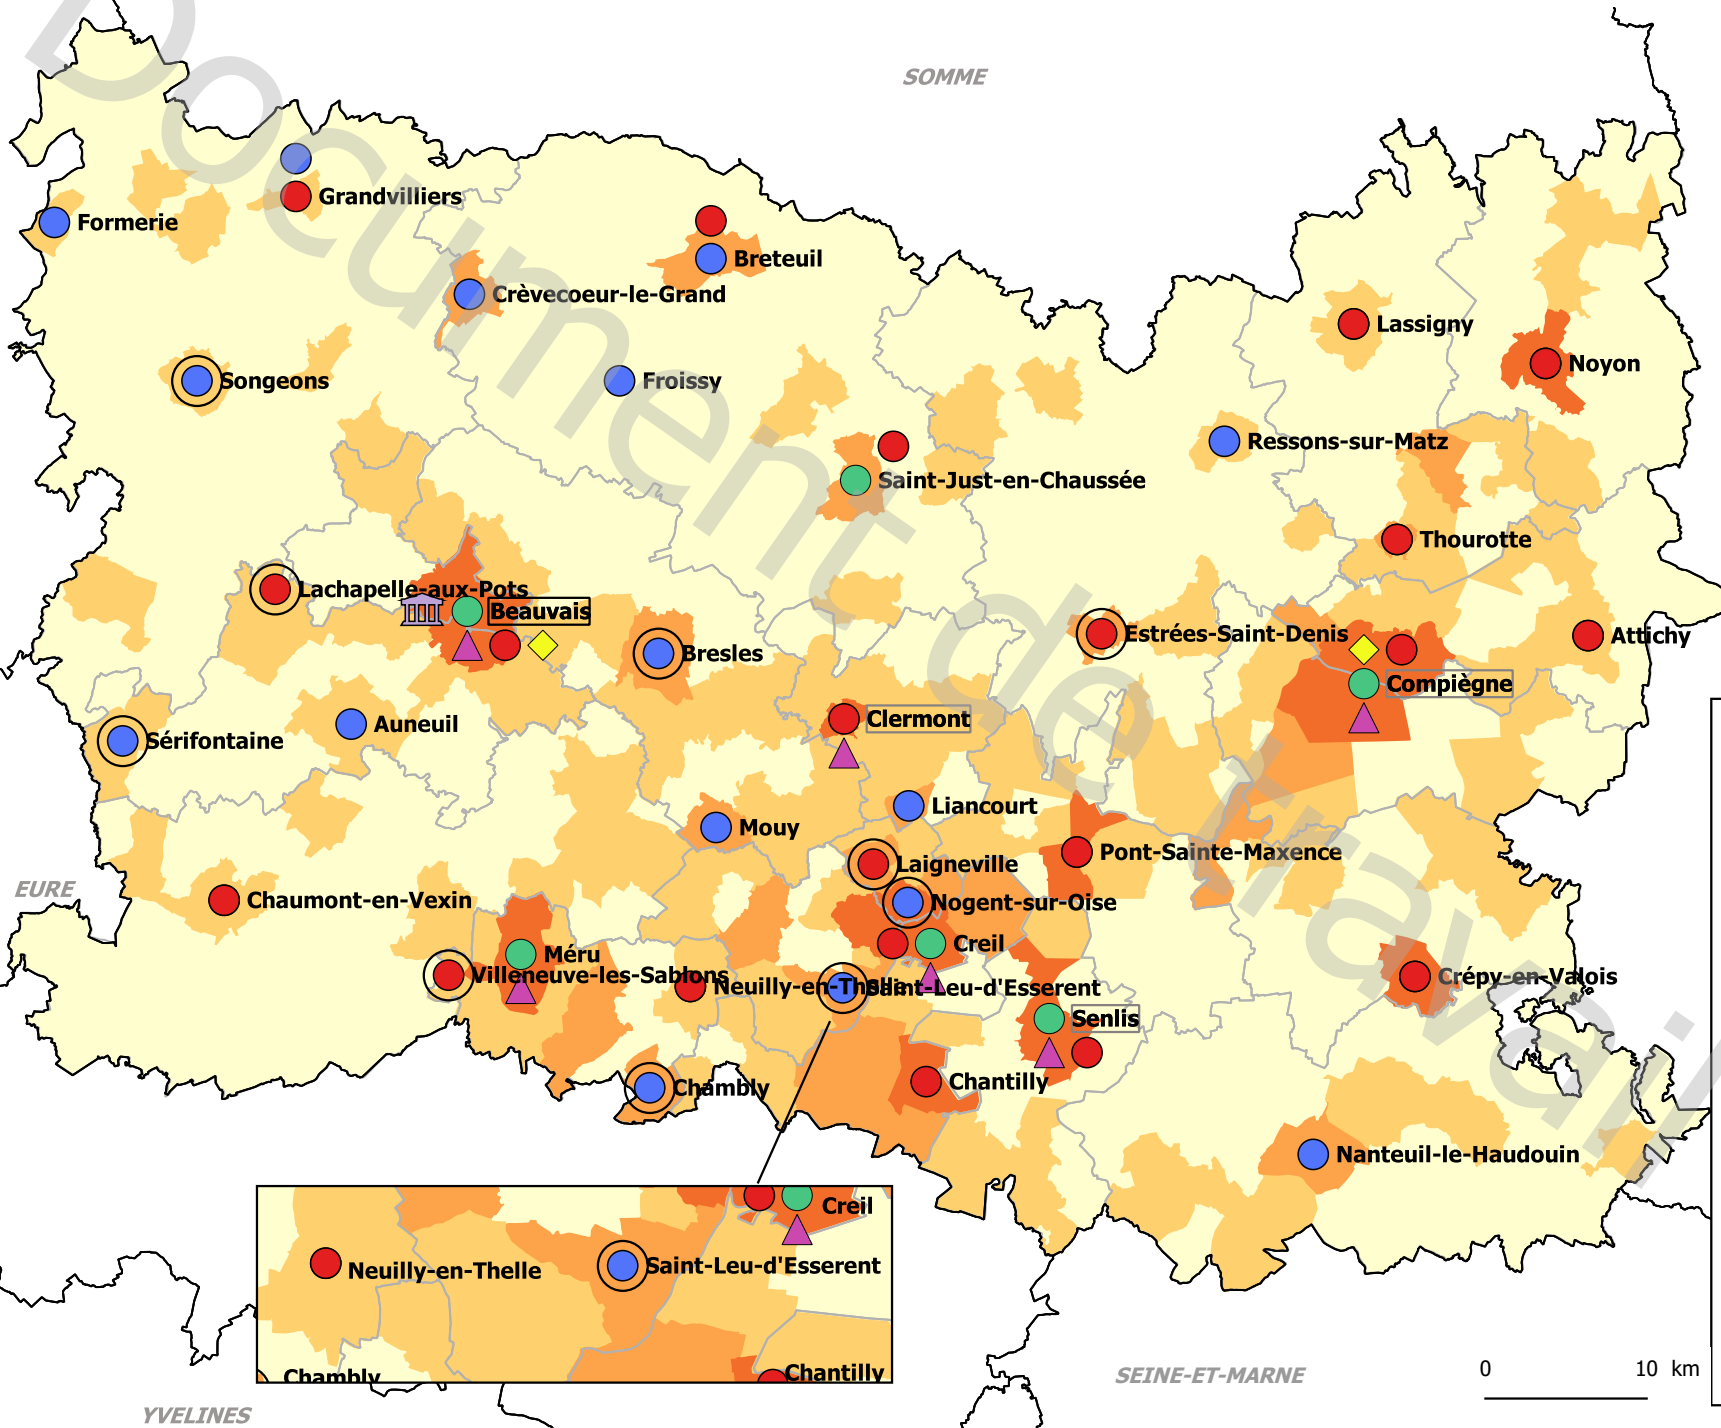 Document de travail
SOMME
Grandvilliers
Formerie
Breteuil
Crèvecoeur-le-Grand
Lassigny
Noyon
Songeons
Froissy
Ressons-sur-Matz
Saint-Just-en-Chaussée
Thourotte
Lachapelle-aux-Pots
Beauvais
Estrées-Saint-Denis
Attichy
Bresles
Compiègne
Clermont
Auneuil
Sérifontaine
Liancourt
Mouy
Pont-Sainte-Maxence
Laigneville
EURE
Chaumont-en-Vexin
Nogent-sur-Oise
Creil
Méru
Villeneuve-les-Sablons
Neuilly-en-Thelle
Saint-Leu-d'Esserent
Crépy-en-Valois
Senlis
Chantilly
Chambly
Nanteuil-le-Haudouin
Creil
Saint-Leu-d'Esserent
Neuilly-en-Thelle
Chantilly
Chambly
0 10 km
SEINE-ET-MARNE
YVELINES